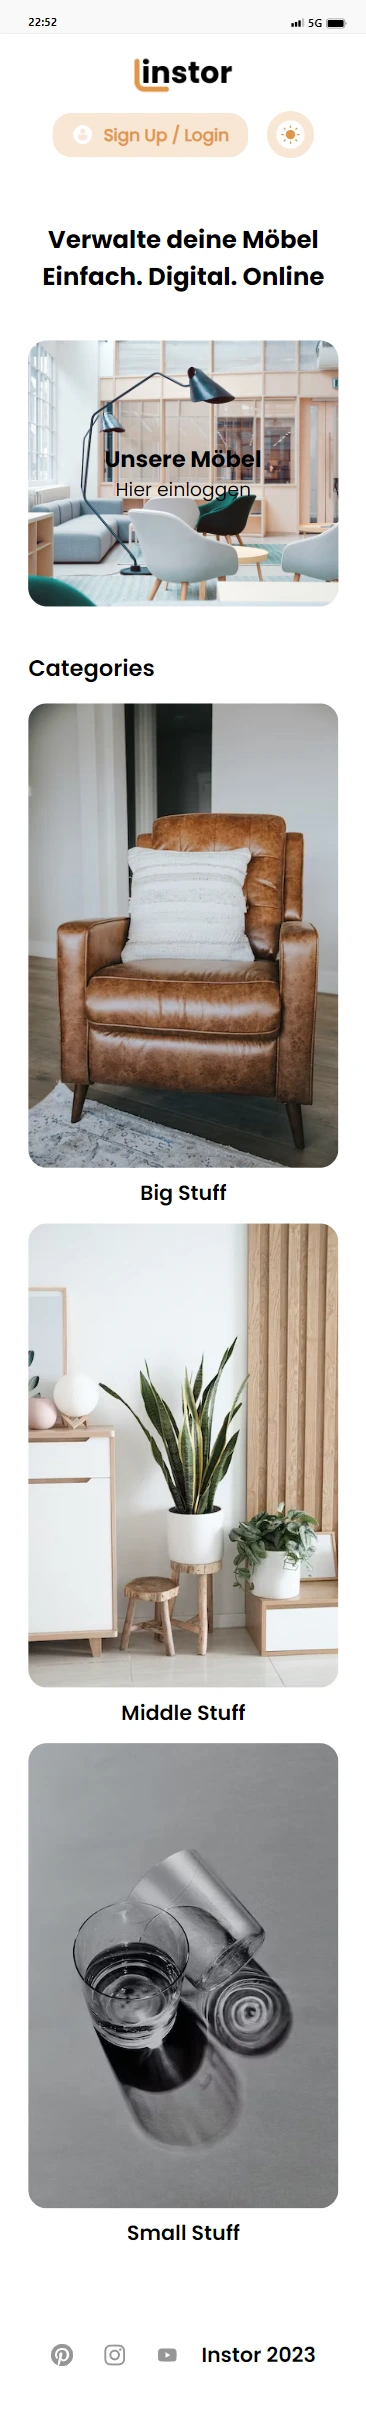 22:52
5G
instor
Sign Up / Login
Verwalte deine Möbel
Einfach. Digital. Online
Unsere Möbel
Hier einloggen
Categories
Big Stuff
Middle Stuff
Small Stuff
Instor 2023